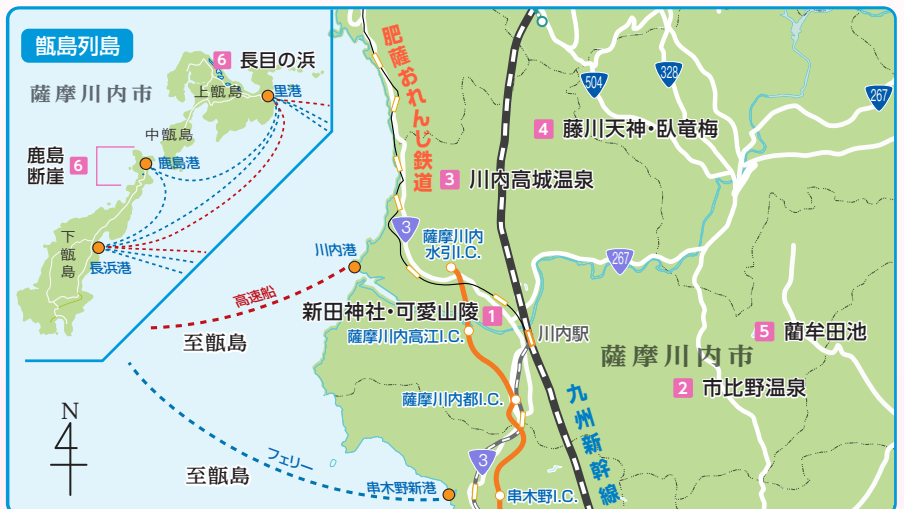 甑島列島
薩摩川内市
6 長目の浜
上甑島
里港
中甑島
鹿島
断崖
6
鹿島港
下甑島
長浜港
肥薩おれんじ鉄道
504
328
267
4 藤川天神・臥竜梅
3 川内高城温泉
3
薩摩川内
水引I.C.
川内港
267
高速船
新田神社・可愛山陵 1
至甑島
薩摩川内高江I.C.
川内駅
薩摩川内市
5 藺牟田池
2 市比野温泉
薩摩川内都I.C.
九州新幹線
N
4
フェリー
3
至甑島
串木野新港
串木野I.C.